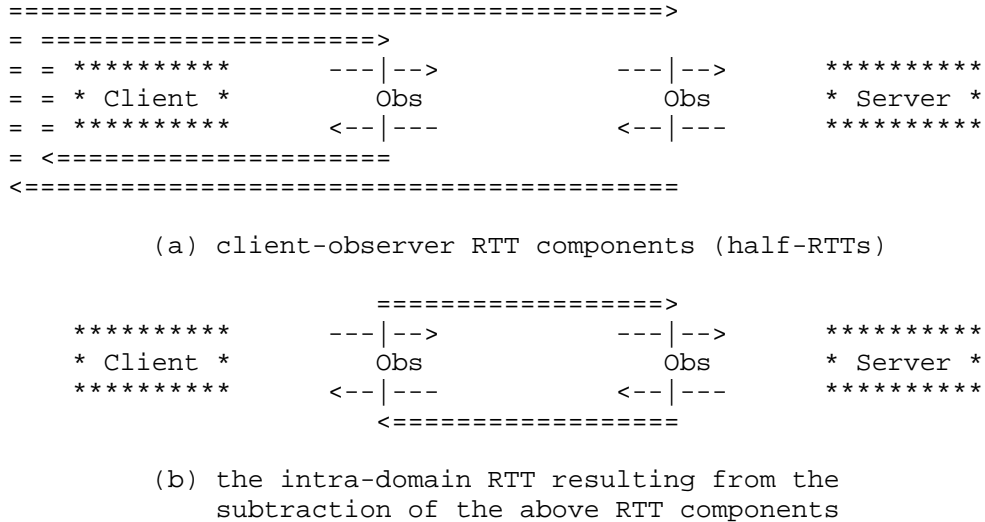 =========================================>
= =====================>
= = **********         ---|-->           ---|-->      **********
= = * Client *            Obs               Obs       * Server *
= = **********         <--|---           <--|---      **********
= <=====================
<==========================================
(a) client-observer RTT components (half-RTTs)
==================>
**********         ---|-->           ---|-->      **********
* Client *            Obs               Obs       * Server *
**********         <--|---           <--|---      **********
<==================
(b) the intra-domain RTT resulting from the
subtraction of the above RTT components